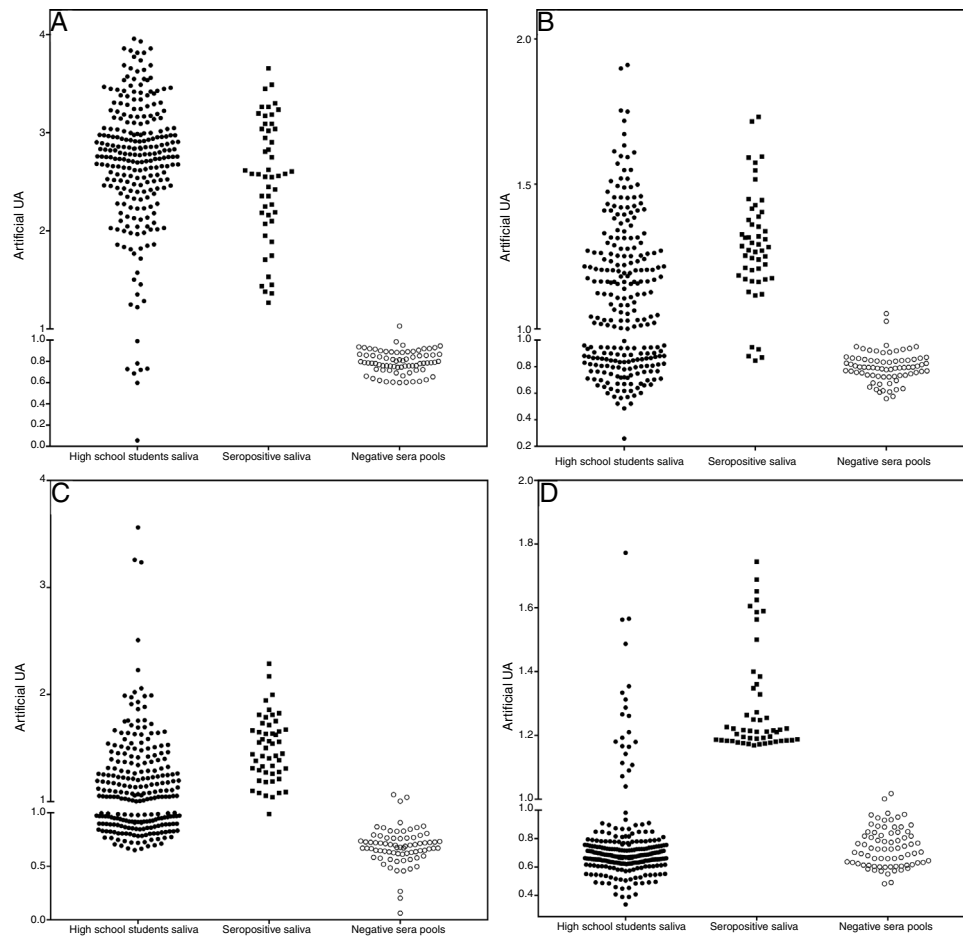 A
Artificial UA
4
3
2
1
1.0
0.8
0.6
0.4
0.2
0.0
High school students saliva Seropositive saliva Negative sera pools
B
Artificial UA
2.0
1.5
1.0
1.0
0.8
0.6
0.4
0.2
High school students saliva Seropositive saliva Negative sera pools
C
Artificial UA
4
3
2
1
1.0
0.5
0.0
High school students saliva Seropositive saliva Negative sera pools
D
Artificial UA
2.0
1.8
1.6
1.4
1.2
1.0
1.0
0.8
0.6
0.4
High school students saliva Seropositive saliva Negative sera pools